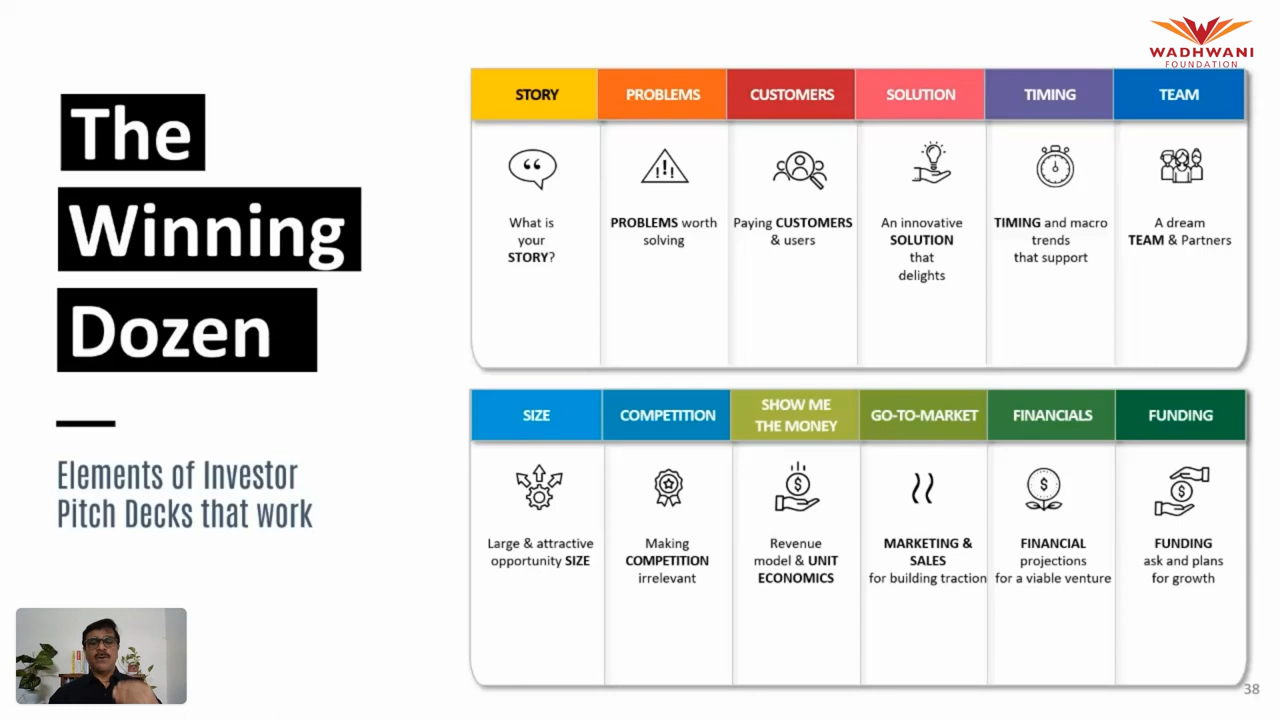 WADHWANI
FOUNDATION
The
Winning
Dozen
Elements of Investor
Pitch Decks that work
STORY
PROBLEMS
CUSTOMERS
SOLUTION
TIMING
TEAM
What is
your
STORY?
PROBLEMS worth
solving
Paying CUSTOMERS
& users
An innovative
SOLUTION
that
delights
TIMING and macro
trends
that support
A dream
TEAM & Partners
SIZE
COMPETITION
SHOW ME
THE MONEY
GO-TO-MARKET
FINANCIALS
FUNDING
Large & attractive
opportunity SIZE
Making
COMPETITION
irrelevant
Revenue
model & UNIT
ECONOMICS
MARKETING &
SALES
for building traction
FINANCIAL
projections
for a viable venture
FUNDING
ask and plans
for growth
38